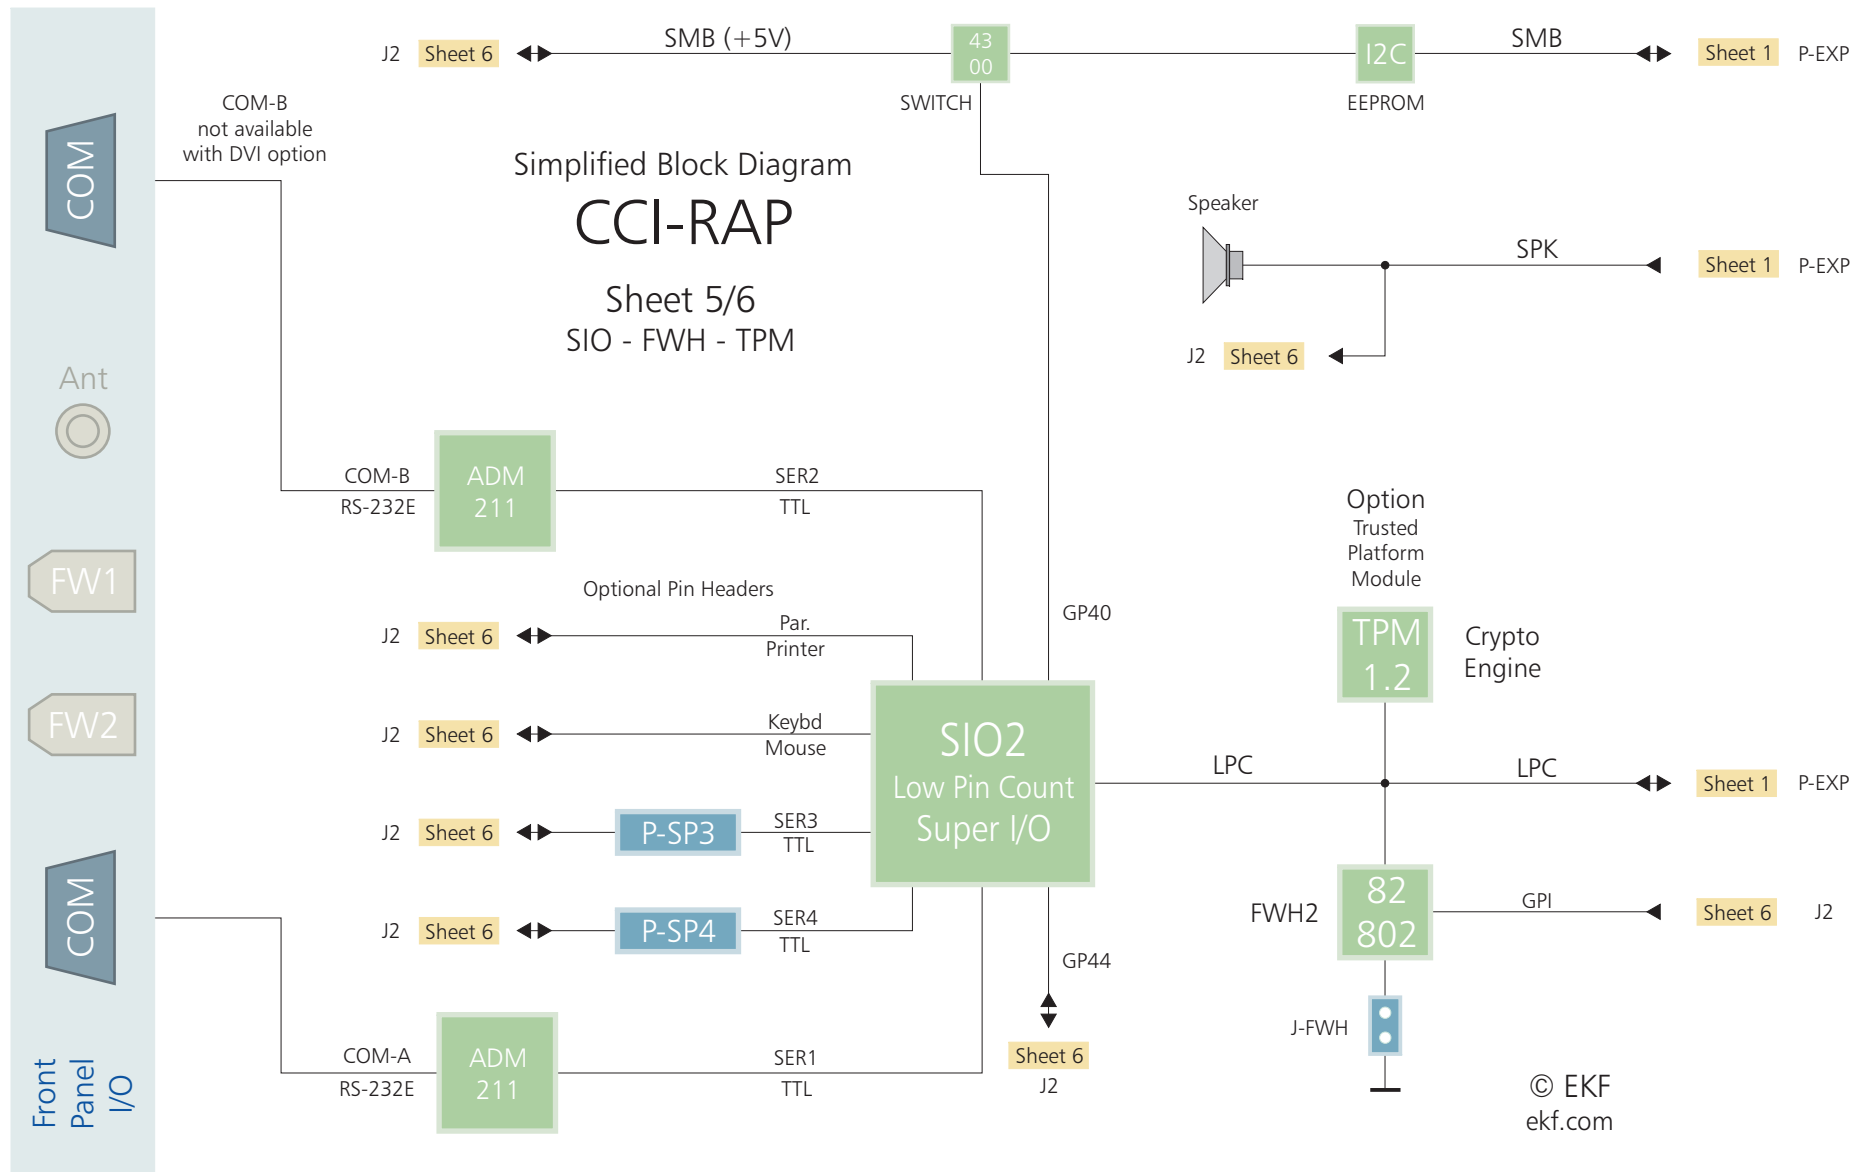 J2 Sheet 6 SMB (+5V)
43
00
SWITCH
I2C
EEPROM
SMB
Sheet 1 P-EXP
COM-B
not available
with DVI option
COM
Simplified Block Diagram
CCI-RAP
Sheet 5/6
SIO - FWH - TPM
Speaker
SPK
Sheet 1 P-EXP
J2 Sheet 6
Ant
COM-B
RS-232E
ADM
211
SER2
TTL
FW1
Optional Pin Headers
J2 Sheet 6
Par.
Printer
GP40
Option
Trusted
Platform
Module
TPM
1.2
Crypto
Engine
FW2
J2 Sheet 6
Keybd
Mouse
SIO2
Low Pin Count
Super I/O
LPC
LPC
Sheet 1 P-EXP
J2 Sheet 6
P-SP3
SER3
TTL
COM
J2 Sheet 6
P-SP4
SER4
TTL
GP44
Sheet 6
J2
FWH2
82
802
GPI
Sheet 6 J2
J-FWH
COM-A
RS-232E
ADM
211
SER1
TTL
Front
Panel
I/O
© EKF
ekf.com